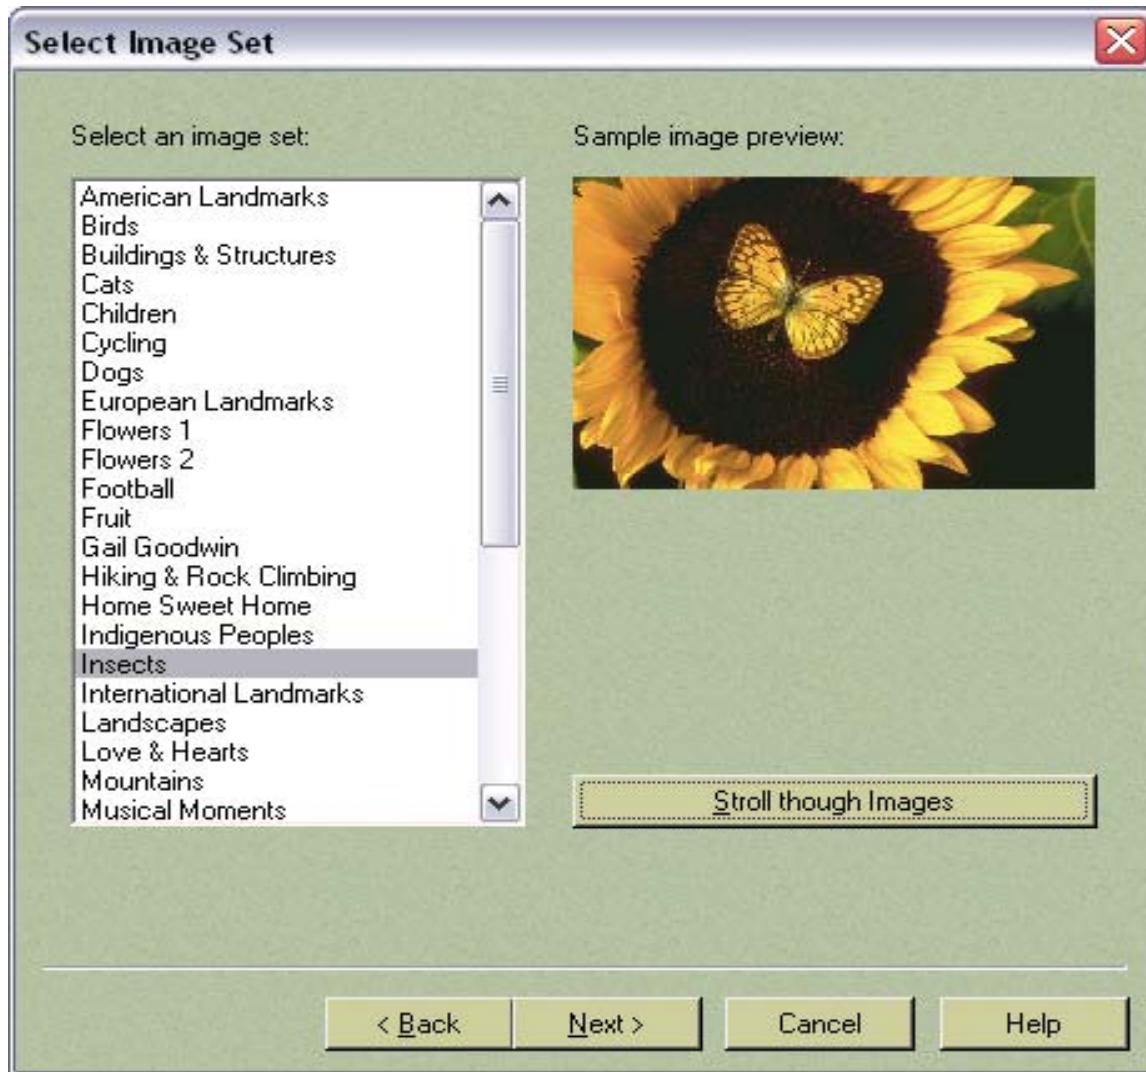 Select Image Set
Select an image set:
American Landmarks
Birds
Buildings & Structures
Cats
Children
Cycling
Dogs
European Landmarks
Flowers 1
Flowers 2
Football
Fruit
Gail Goodwin
Hiking & Rock Climbing
Home Sweet Home
Indigenous Peoples
Insects
International Landmarks
Landscapes
Love & Hearts
Mountains
Musical Moments
Sample image preview:
Stroll though Images
< Back
Next >
Cancel
Help